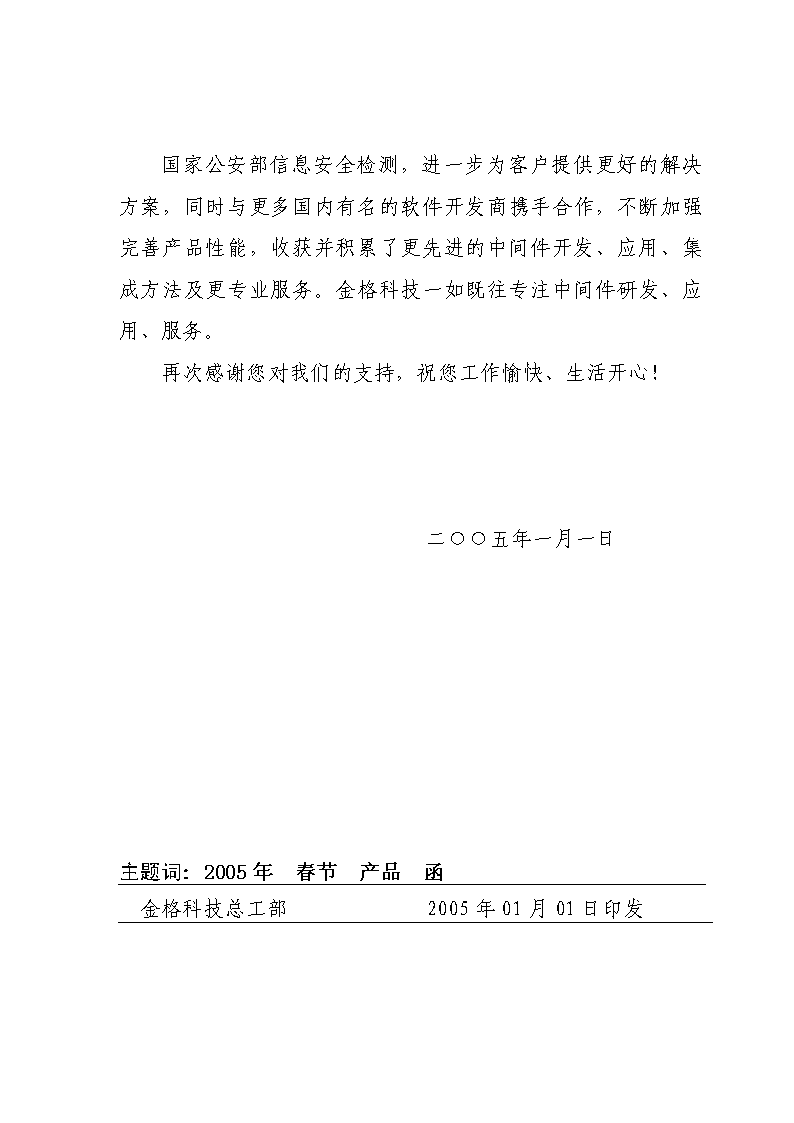 国家公安部信息安全检测，进一步为客户提供更好的解决
方案，同时与更多国内有名的软件开发商携手合作，不断加强
完善产品性能，收获并积累了更先进的中间件开发、应用、集
成方法及更专业服务。金格科技一如既往专注中间件研发、应
用、服务。
再次感谢您对我们的支持，祝您工作愉快、生活开心！
二〇〇五年一月一日
主题词：2005年　春节　产品　函
金格科技总工部　2005年01月01日印发